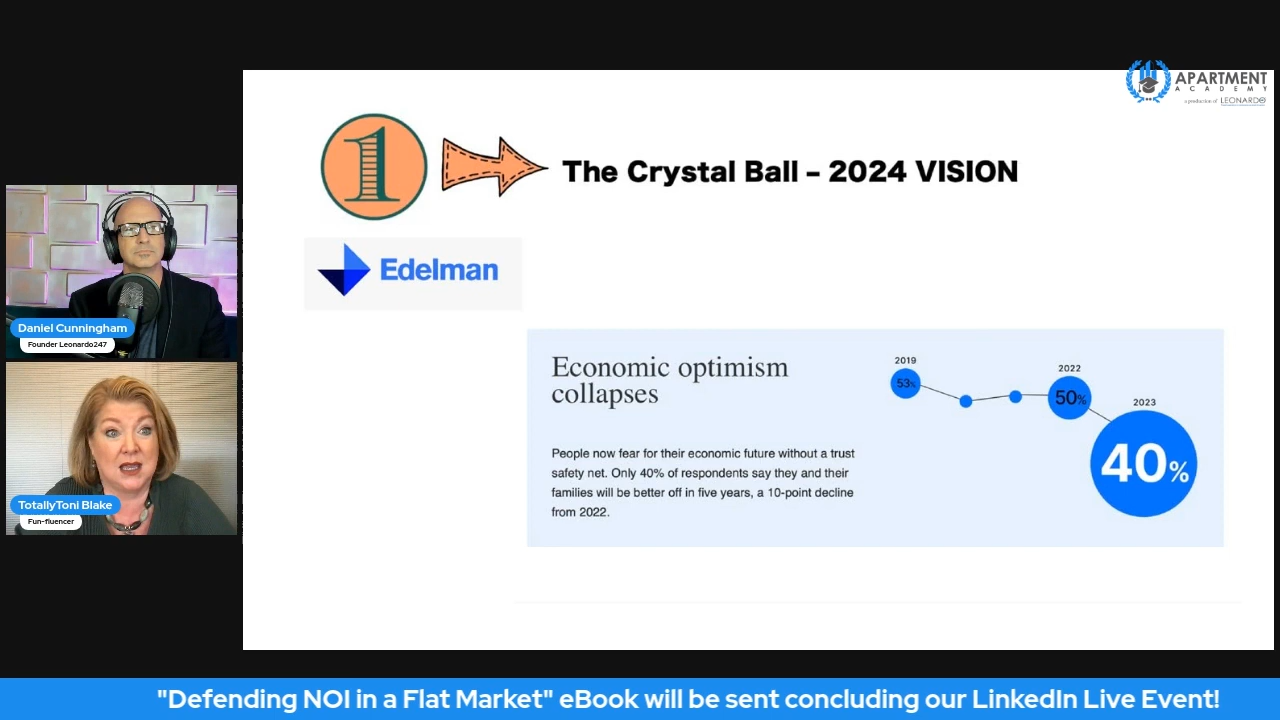 APARTMENT
ACADEMY
a production of LEONARDO
1
The Crystal Ball – 2024 VISION
Edelman
Economic optimism
collapses
People now fear for their economic future without a trust
safety net. Only 40% of respondents say they and their
families will be better off in five years, a 10-point decline
from 2022.
2019
53%
2022
50%
2023
40%
Daniel Cunningham
Founder Leonardo247
TotallyToni Blake
Fun-fluencer
"Defending NOI in a Flat Market" eBook will be sent concluding our LinkedIn Live Event!